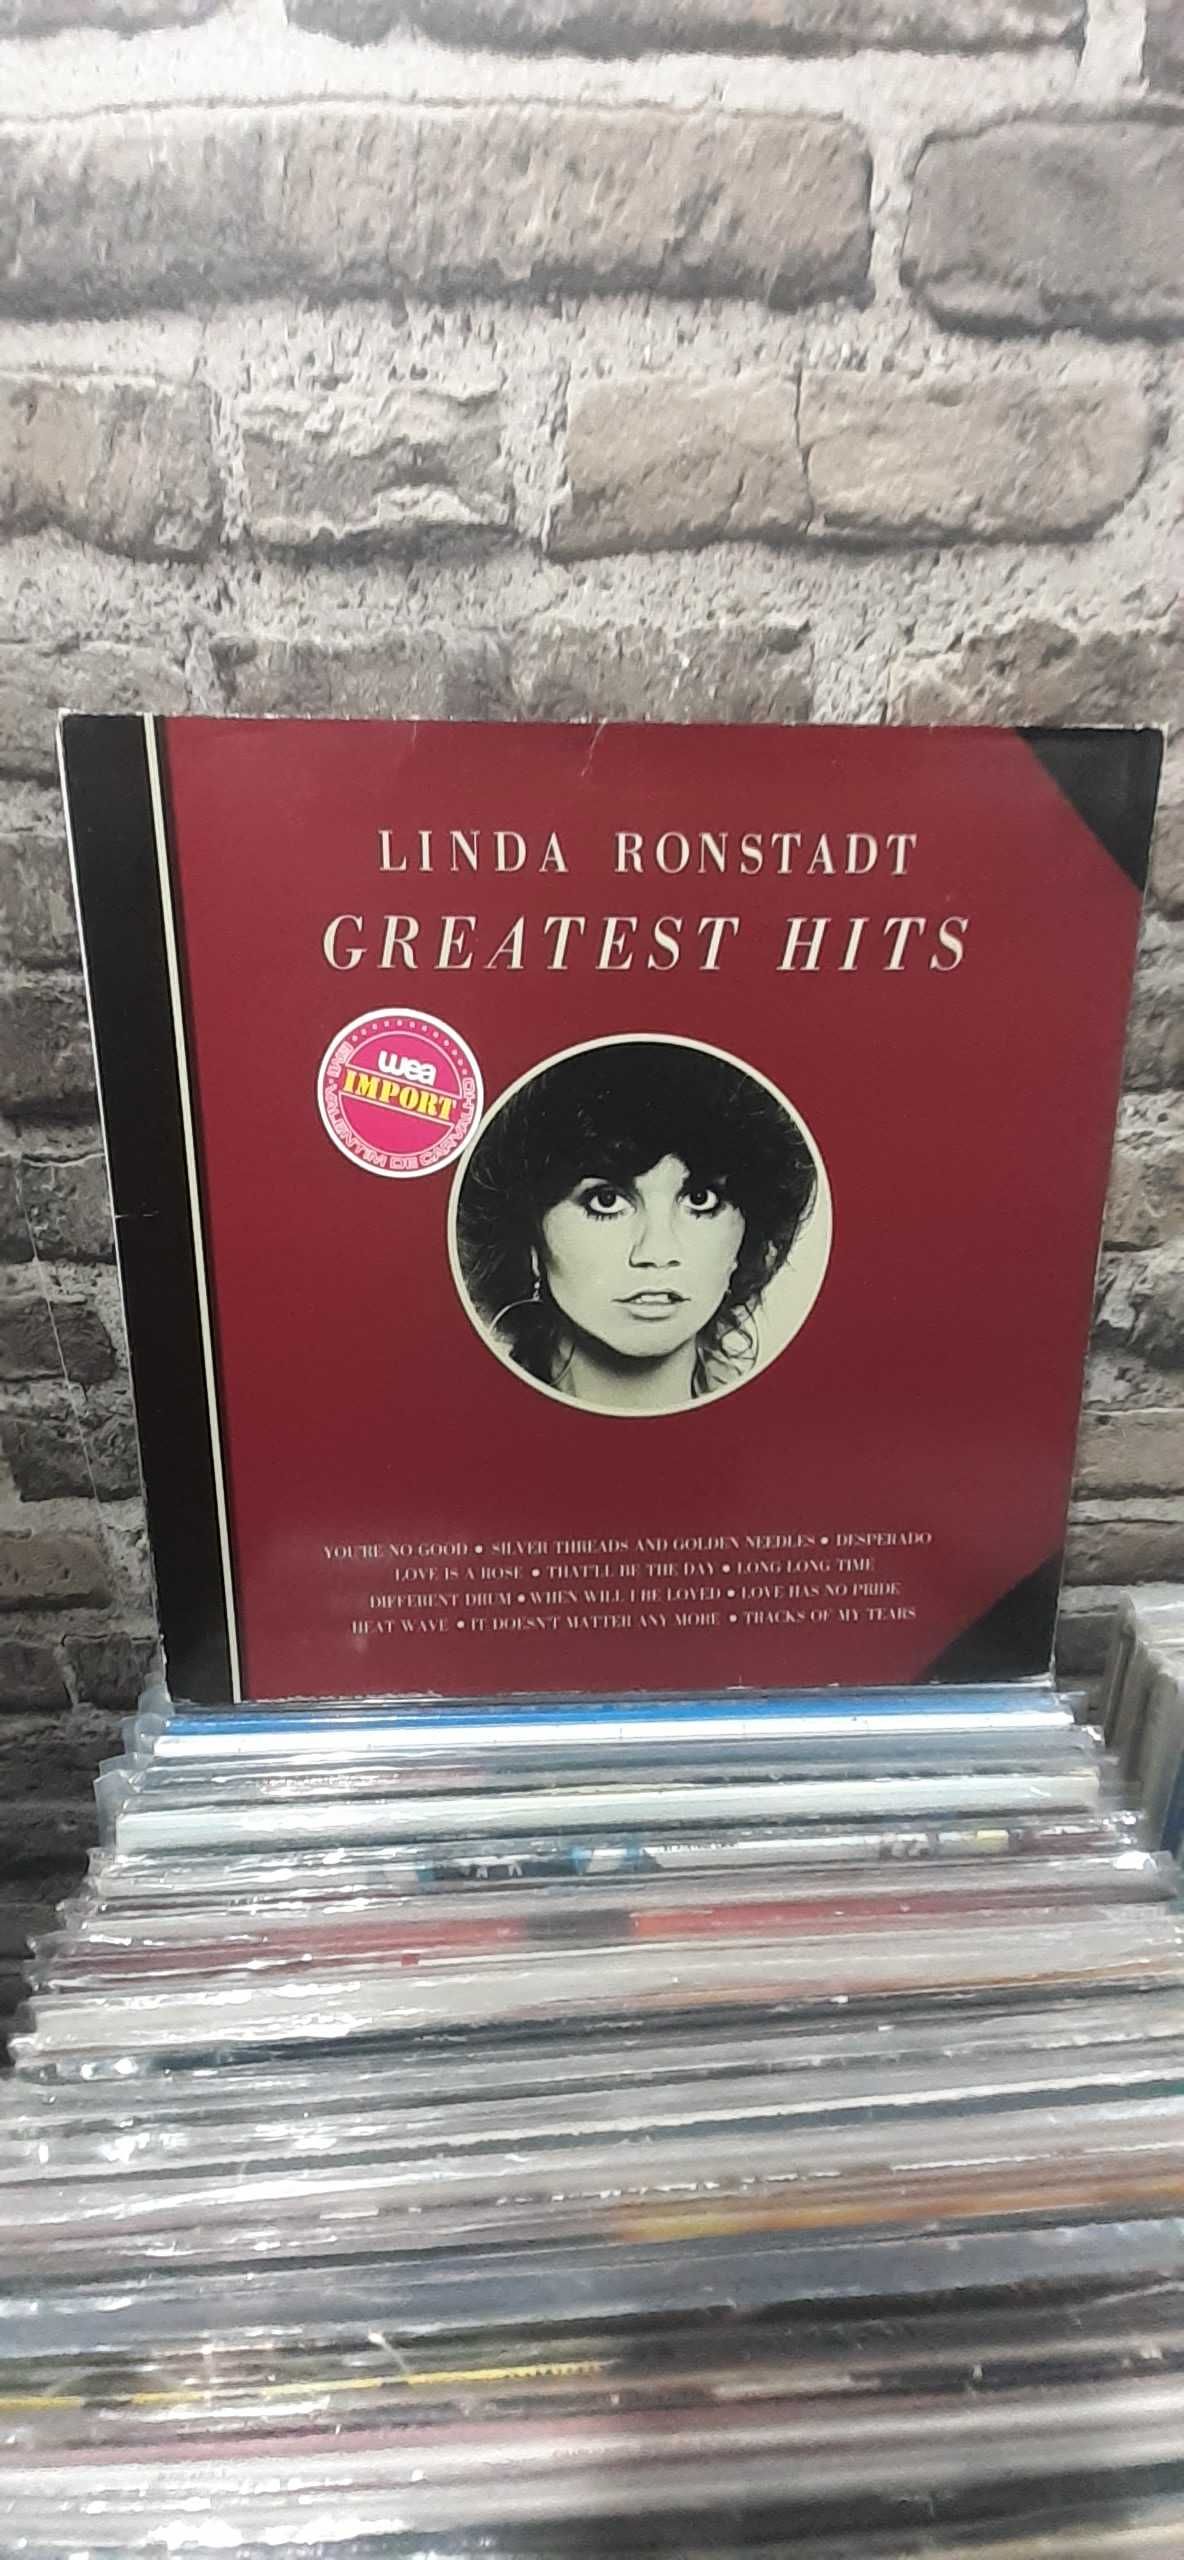 LINDA RONSTADT
GREATEST HITS
wea
IMPORT
EMI-VALENTIM DE CARVALHO
YOU'RE NO GOOD • SILVER THREADS AND GOLDEN NEEDLES • DESPERADO
LOVE IS A ROSE • THAT'LL BE THE DAY • LONG LONG TIME
DIFFERENT DRUM • WHEN WILL I BE LOVED • LOVE HAS NO PRIDE
HEAT WAVE • IT DOESN'T MATTER ANY MORE • TRACKS OF MY TEARS